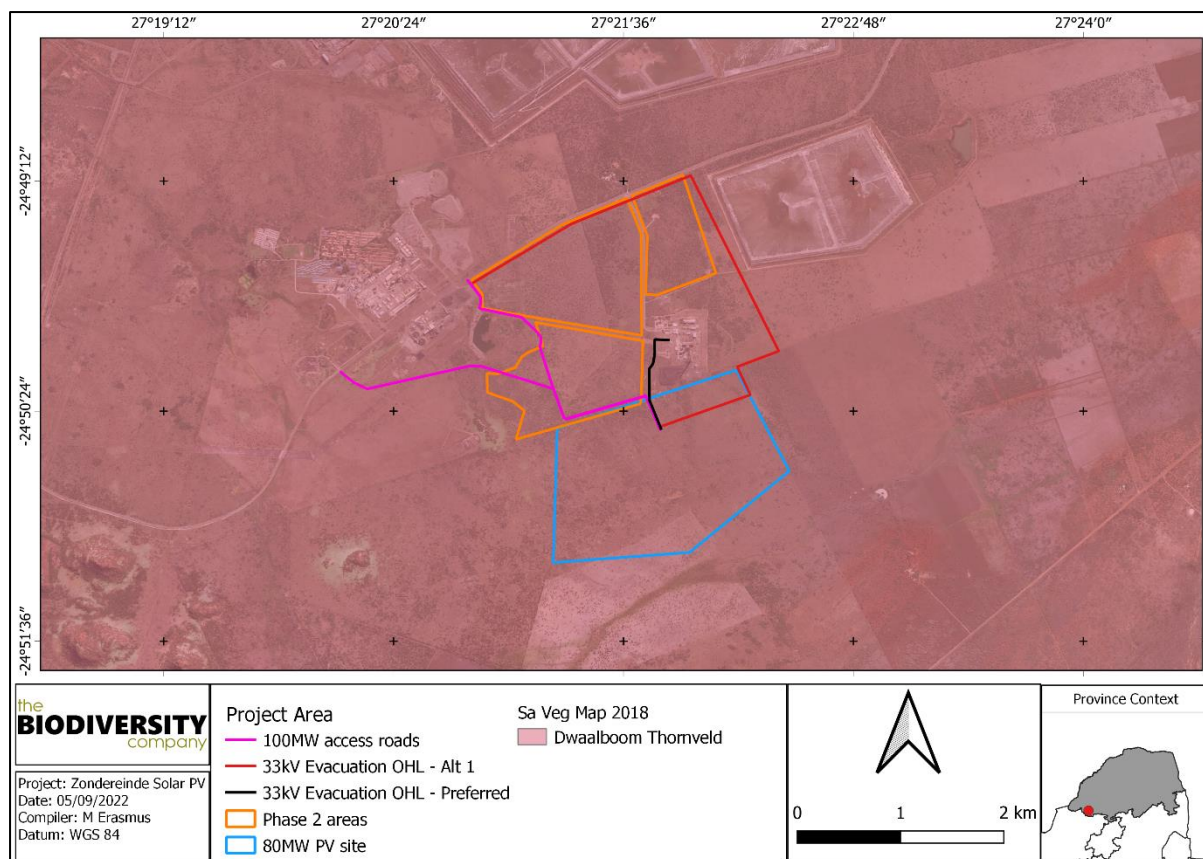 27°19'12" 27°20'24" 27°21'36" 27°22'48" 27°24'0"
-24°49'12"
-24°50'24"
-24°51'36"
the
BIODIVERSITY
company
Project: Zondereinde Solar PV
Date: 05/09/2022
Compiler: M Erasmus
Datum: WGS 84
Project Area
100MW access roads
33kV Evacuation OHL - Alt 1
33kV Evacuation OHL - Preferred
Phase 2 areas
80MW PV site
Sa Veg Map 2018
Dwaalboom Thornveld
0 1 2 km
Province Context